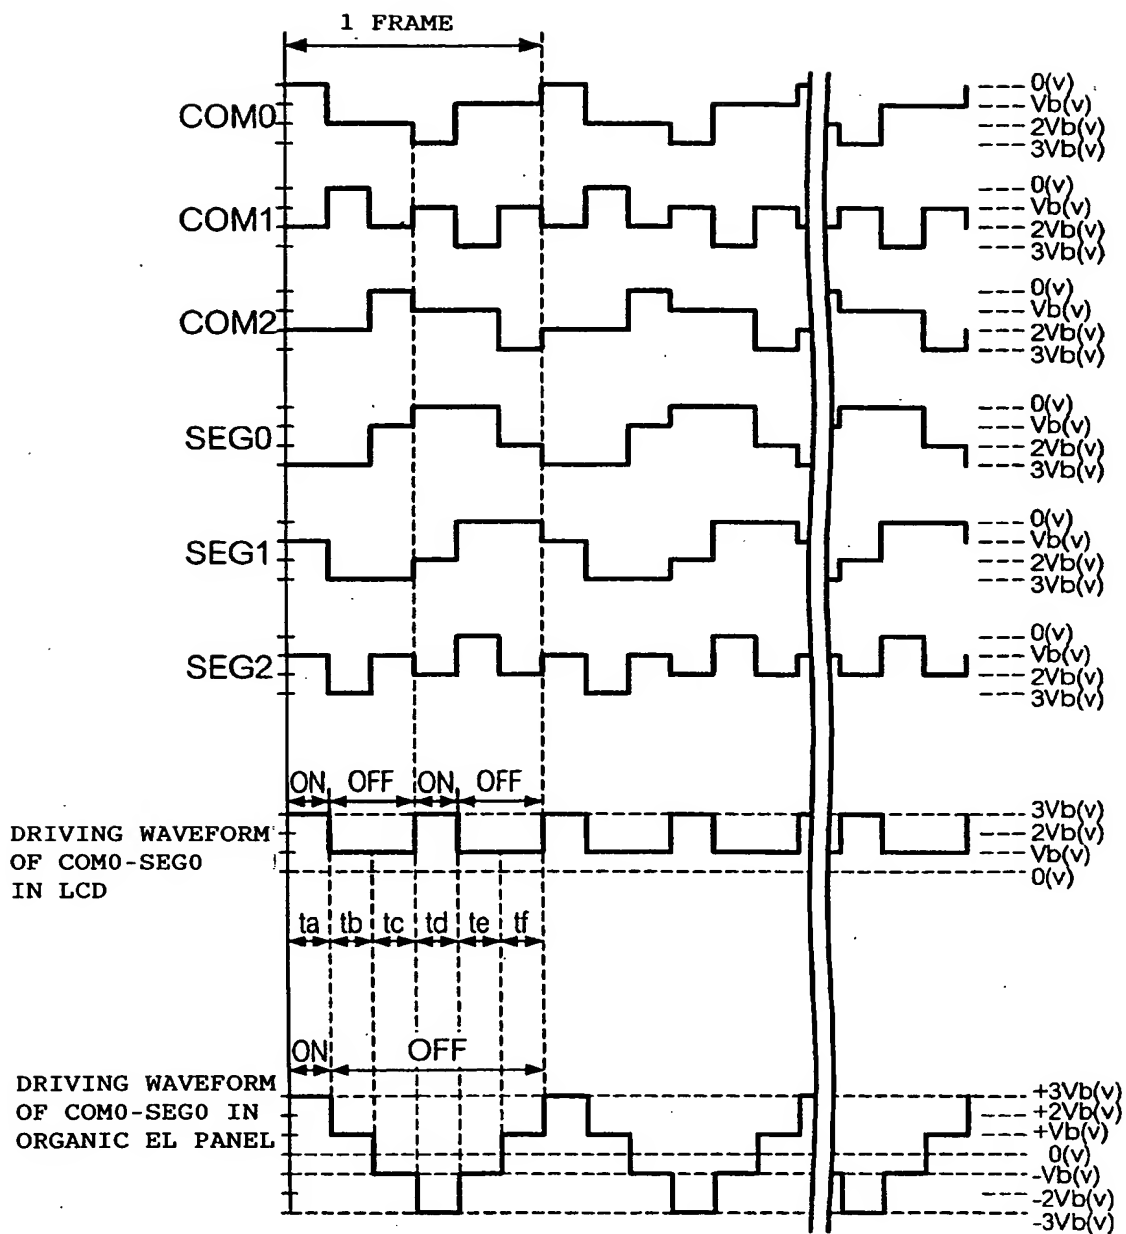 1 FRAME
COM0
0(v)
Vb(v)
2Vb(v)
3Vb(v)
COM1
0(v)
Vb(v)
2Vb(v)
3Vb(v)
COM2
0(v)
Vb(v)
2Vb(v)
3Vb(v)
SEG0
0(v)
Vb(v)
2Vb(v)
3Vb(v)
SEG1
0(v)
Vb(v)
2Vb(v)
3Vb(v)
SEG2
0(v)
Vb(v)
2Vb(v)
3Vb(v)
ON OFF ON OFF
DRIVING WAVEFORM
OF COM0-SEG0
IN LCD
3Vb(v)
2Vb(v)
Vb(v)
0(v)
ta tb tc td te tf
ON OFF
DRIVING WAVEFORM
OF COM0-SEG0 IN
ORGANIC EL PANEL
+3Vb(v)
+2Vb(v)
+Vb(v)
0(v)
-Vb(v)
-2Vb(v)
-3Vb(v)